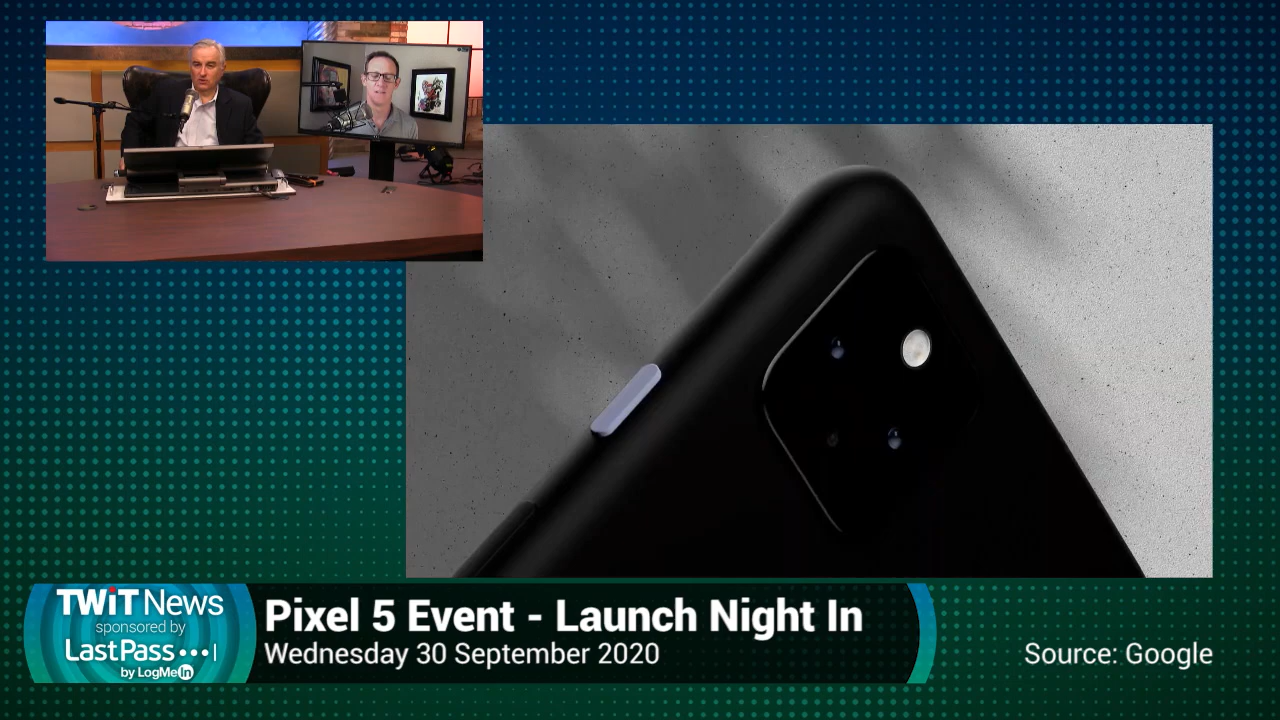 TWiT News
sponsored by
LastPass •••|
by LogMeIn
Pixel 5 Event - Launch Night In
Wednesday 30 September 2020
Source: Google